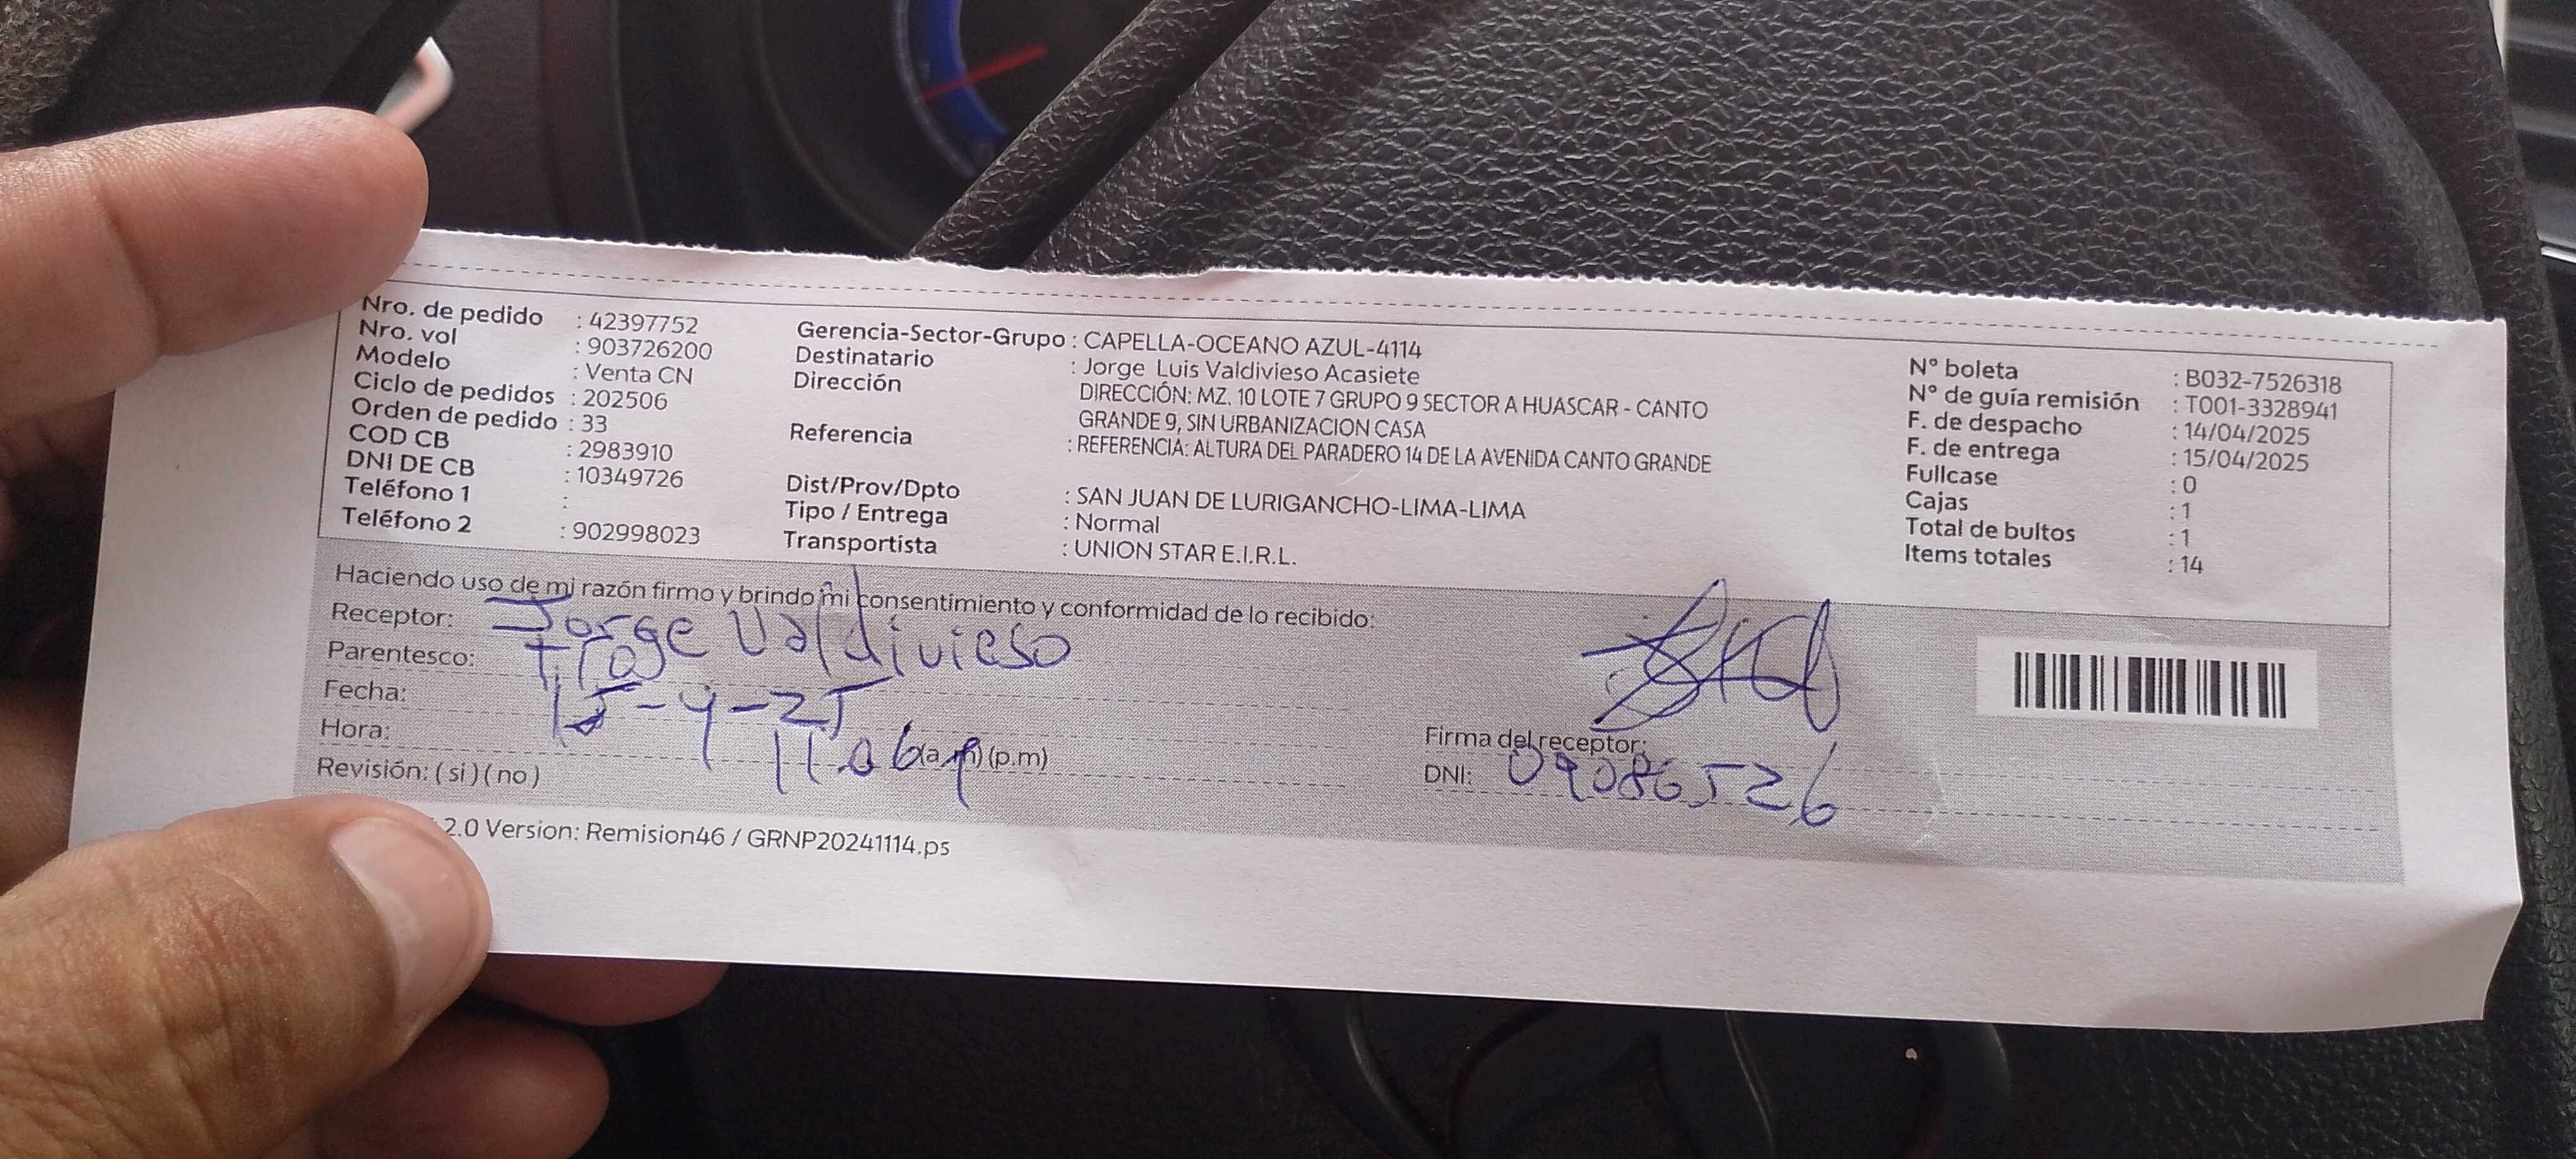 Nro. de pedido : 42397752
Nro. vol : 903726200
Modelo : Venta CN
Ciclo de pedidos : 202506
Orden de pedido : 33
COD CB : 2983910
DNI DE CB : 10349726
Teléfono 1 :
Teléfono 2 : 902998023
Gerencia-Sector-Grupo : CAPELLA-OCEANO AZUL-4114
Destinatario : Jorge Luis Valdivieso Acasiete
Dirección DIRECCIÓN: MZ. 10 LOTE 7 GRUPO 9 SECTOR A HUASCAR - CANTO
GRANDE 9, SIN URBANIZACION CASA
Referencia : REFERENCIA: ALTURA DEL PARADERO 14 DE LA AVENIDA CANTO GRANDE
Dist/Prov/Dpto : SAN JUAN DE LURIGANCHO-LIMA-LIMA
Tipo / Entrega : Normal
Transportista : UNION STAR E.I.R.L.
N° boleta : B032-7526318
N° de guía remisión : T001-3328941
F. de despacho : 14/04/2025
F. de entrega : 15/04/2025
Fullcase : 0
Cajas : 1
Total de bultos : 1
Items totales : 14
Haciendo uso de mi razón firmo y brindo mi consentimiento y conformidad de lo recibido:
Receptor: Jorge Valdivieso
Parentesco:
Fecha: 15-4-25
Hora: 11.06 (a.m) (p.m)
Revisión: (si) (no)
Firma del receptor:
DNI: 09086526
2.0 Version: Remision46 / GRNP20241114.ps